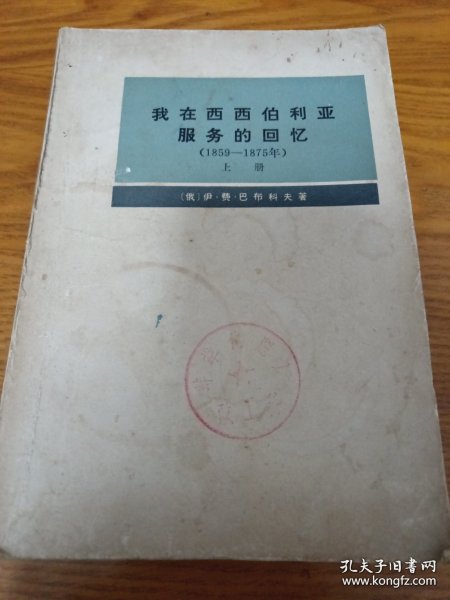 我在西西伯利亚
服务的回忆
(1859—1875年)
上册
〔俄〕伊·费·巴布科夫著
孔夫子旧书网
www.kongfz.com